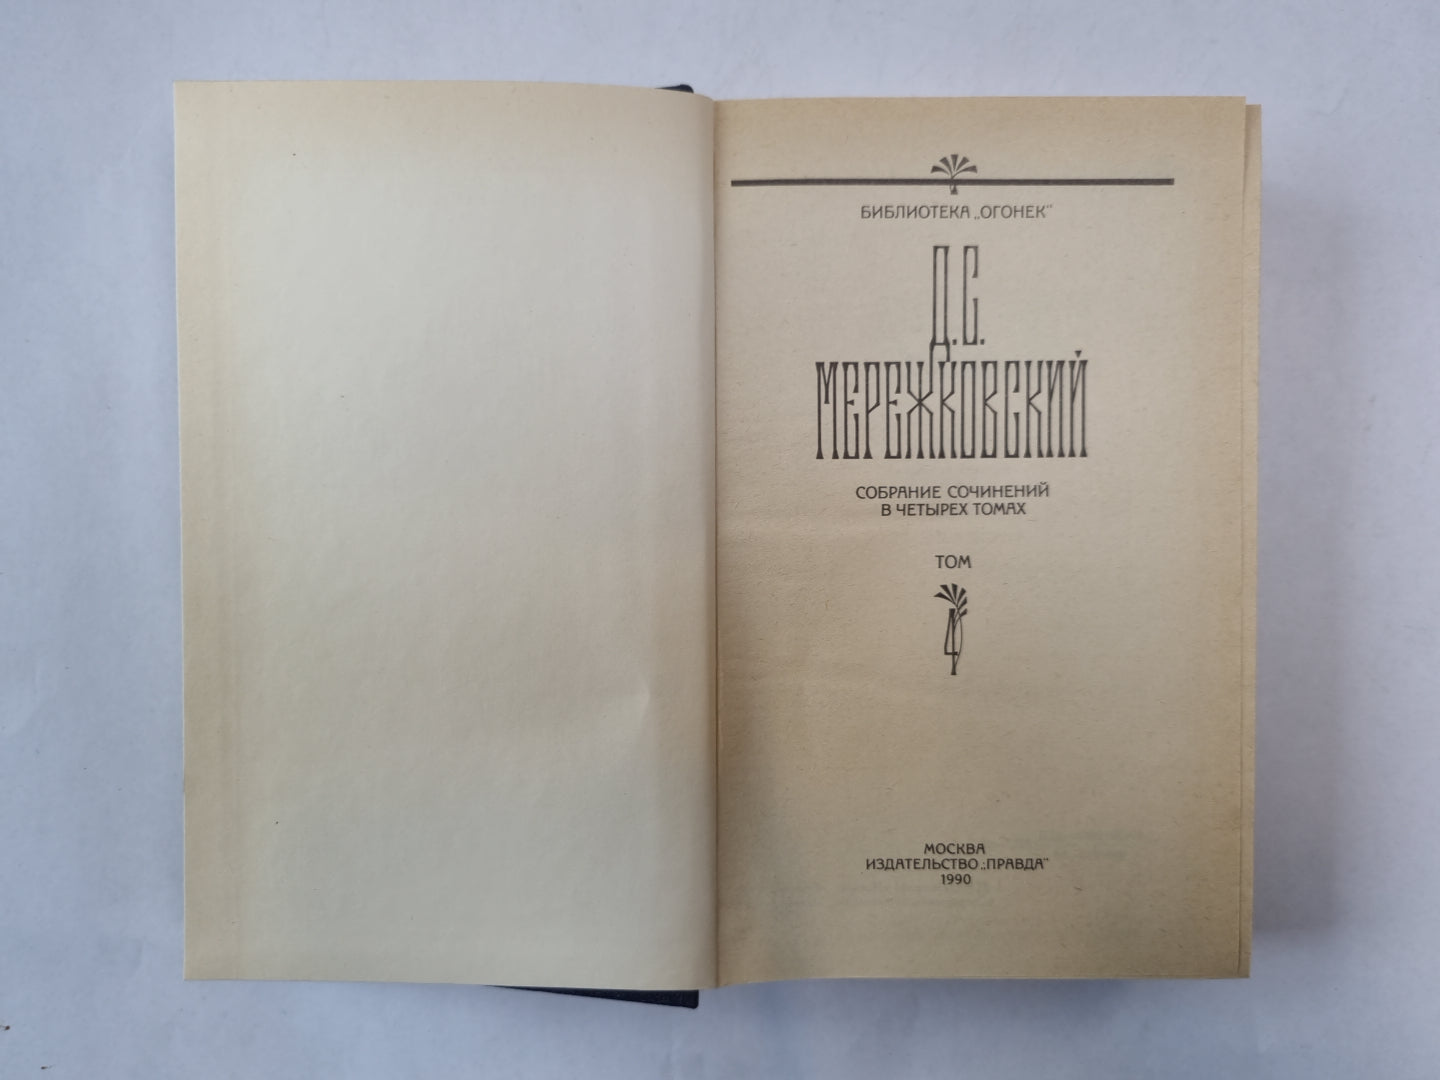 БИБЛИОТЕКА „ОГОНЕК"
Д. С.
МЕРЕЖКОВСКИЙ
СОБРАНИЕ СОЧИНЕНИЙ
В ЧЕТЫРЕХ ТОМАХ
ТОМ
4
МОСКВА
ИЗДАТЕЛЬСТВО „ПРАВДА"
1990